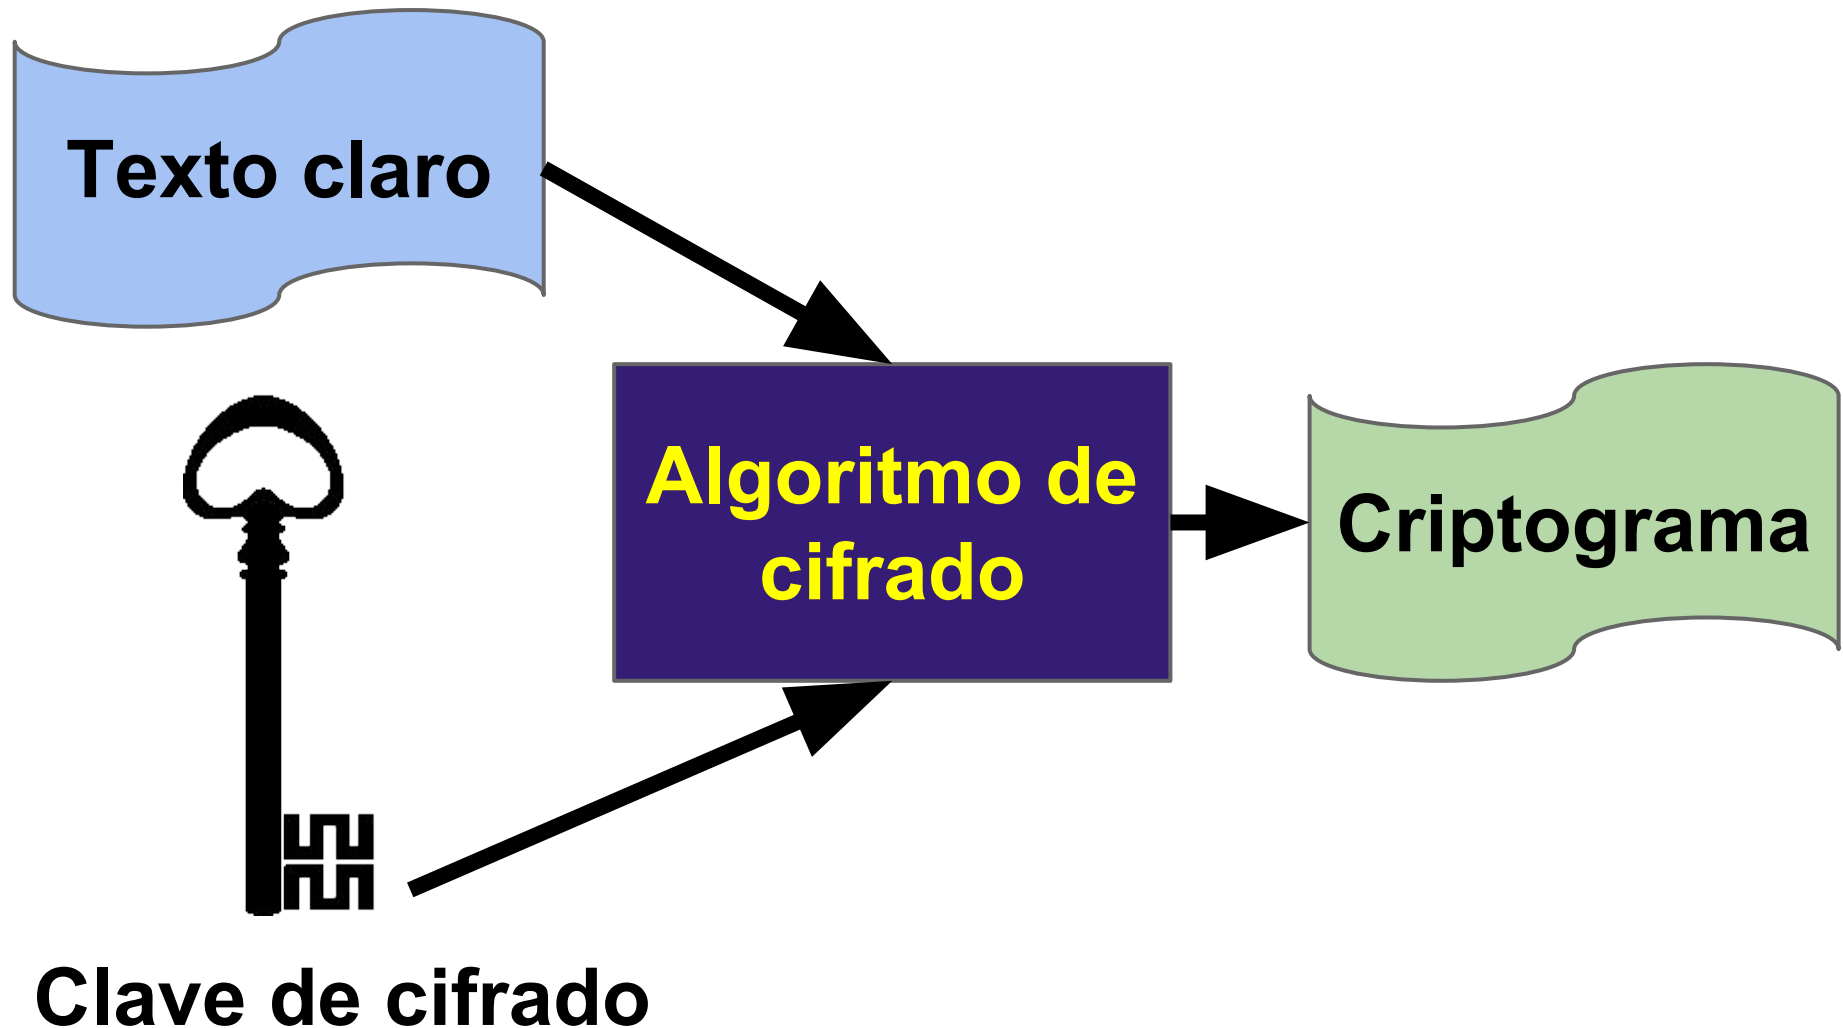 Texto claro
Algoritmo de
cifrado
Criptograma
Clave de cifrado